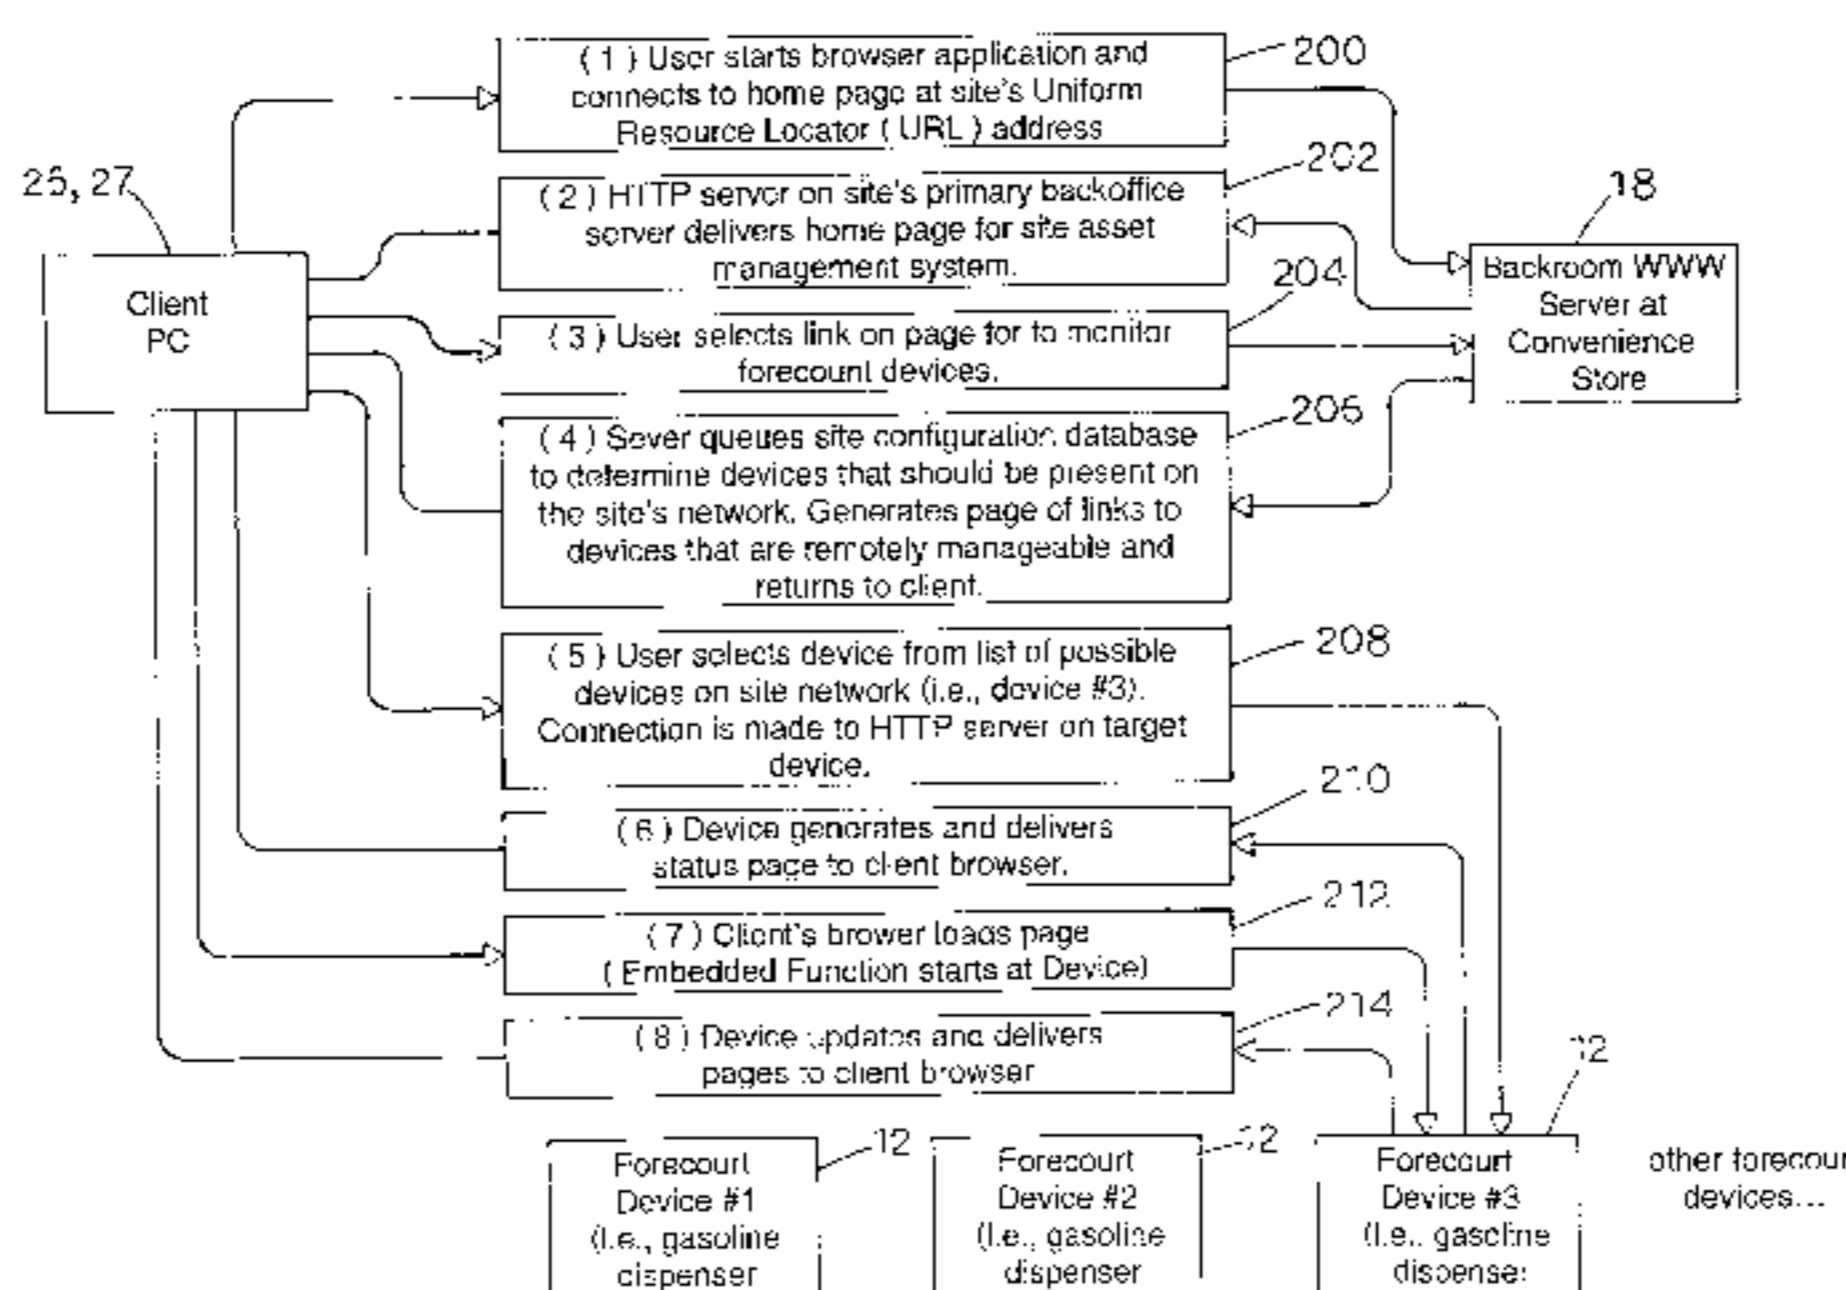 ( 1 ) User starts browser application and
connects to home page at site's Uniform
Resource Locator ( URL ) address
200
( 2 ) HTTP server on site's primary backoffice
server delivers home page for site asset
management system.
202
25, 27
Client
PC
18
Backroom WWW
Server at
Convenience
Store
( 3 ) User selects link on page for to monitor
forecount devices.
204
( 4 ) Sever queues site configuration database
to determine devices that should be present on
the site's network. Generates page of links to
devices that are remotely manageable and
returns to client.
206
( 5 ) User selects device from list of possible
devices on site network (i.e., device #3).
Connection is made to HTTP server on target
device.
208
( 6 ) Device generates and delivers
status page to client browser.
210
( 7 ) Client's brower loads page
( Embedded Function starts at Device)
212
( 8 ) Device updates and delivers
pages to client browser
214
Forecourt
Device #1
(I.e., gasoline
dispenser
12
Forecourt
Device #2
(I.e., gasoline
dispenser
12
Forecourt
Device #3
(I.e., gasoline
dispenser
12
other forecour
devices...